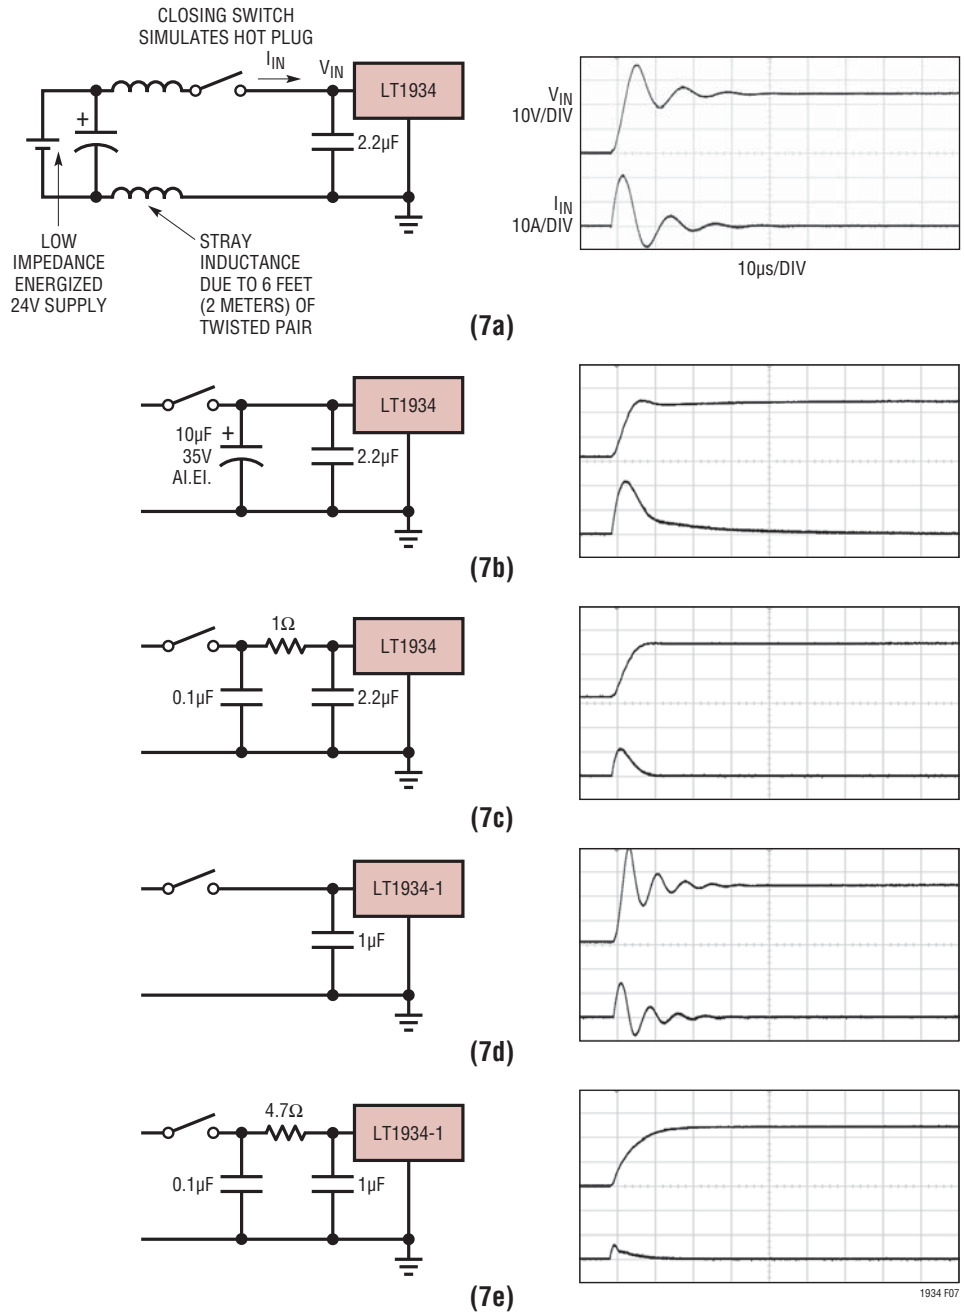 CLOSING SWITCH
SIMULATES HOT PLUG
IIN
VIN
LT1934
+
2.2µF
LOW
IMPEDANCE
ENERGIZED
24V SUPPLY
STRAY
INDUCTANCE
DUE TO 6 FEET
(2 METERS) OF
TWISTED PAIR
VIN
10V/DIV
IIN
10A/DIV
10µs/DIV
(7a)
LT1934
10µF
35V
AI.EI.
+
2.2µF
(7b)
1Ω
LT1934
0.1µF
2.2µF
(7c)
LT1934-1
1µF
(7d)
4.7Ω
LT1934-1
0.1µF
1µF
(7e)
1934 F07